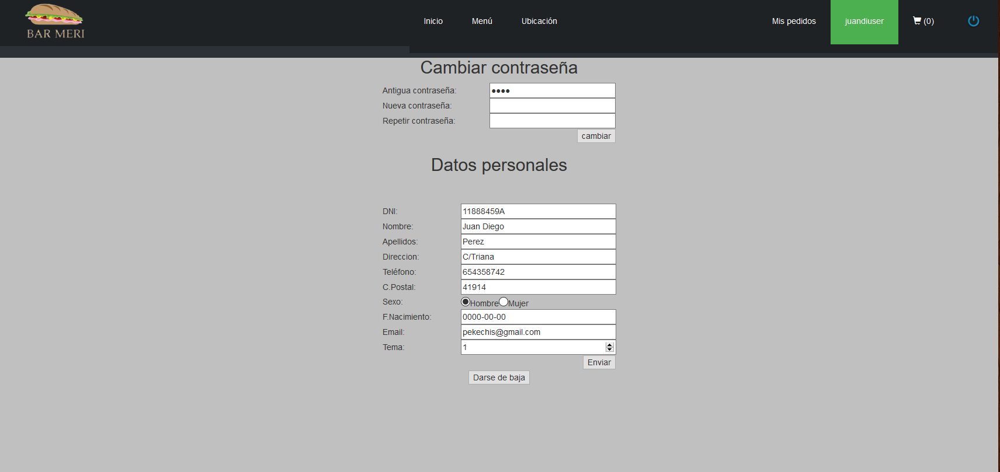 BAR MERI
Inicio Menú Ubicación Mis pedidos juandiuser (0)
Cambiar contraseña
Antigua contraseña: ●●●●
Nueva contraseña:
Repetir contraseña:
cambiar
Datos personales
DNI: 11888459A
Nombre: Juan Diego
Apellidos: Perez
Direccion: C/Triana
Teléfono: 654358742
C.Postal: 41914
Sexo: Hombre Mujer
F.Nacimiento: 0000-00-00
Email: pekechis@gmail.com
Tema: 1
Enviar
Darse de baja